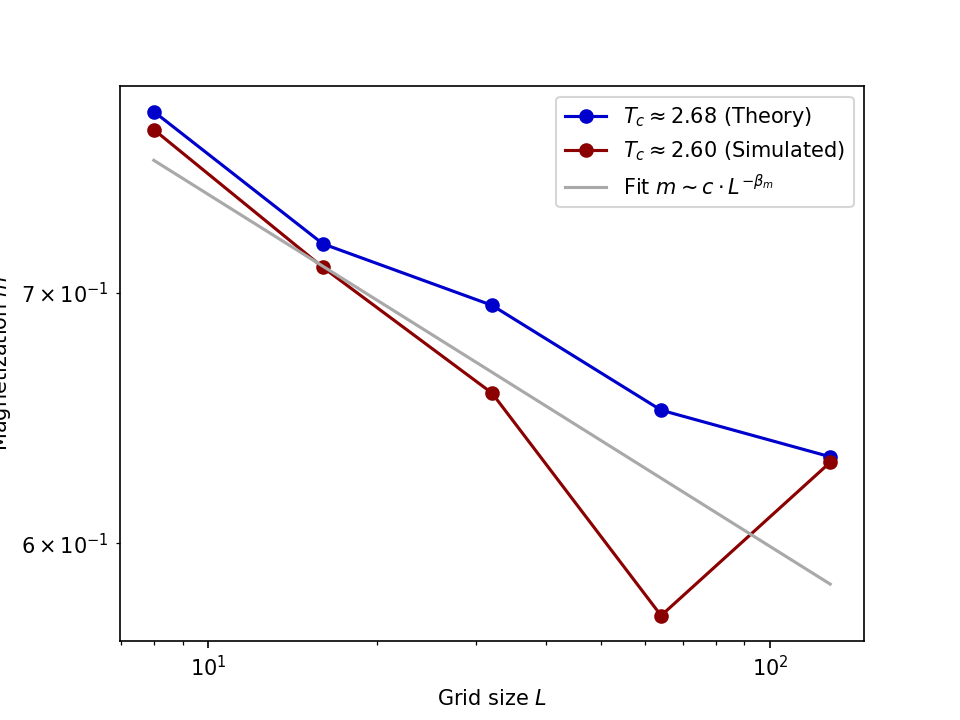 T_c ≈ 2.68 (Theory)
T_c ≈ 2.60 (Simulated)
Fit m ~ c · L^{-β_m}
7 × 10^{-1}
6 × 10^{-1}
Magnetization m
10^1
10^2
Grid size L